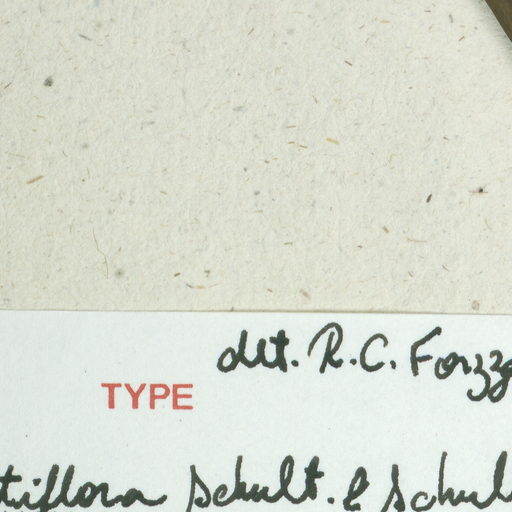 det. R. C. Forzz
TYPE
tiflora Schult. & Schul